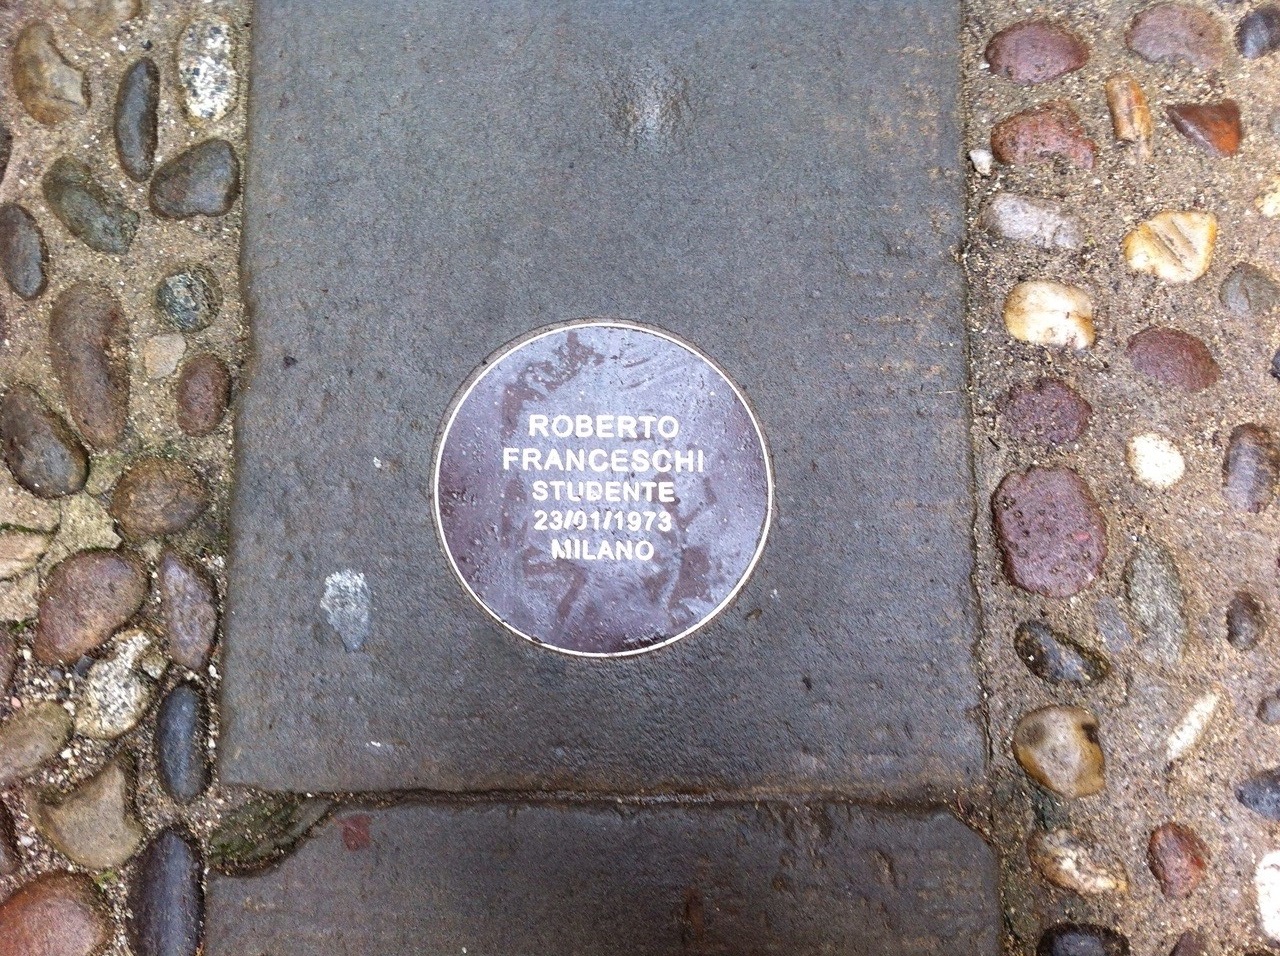 ROBERTO
FRANCESCHI
STUDENTE
23/01/1973
MILANO